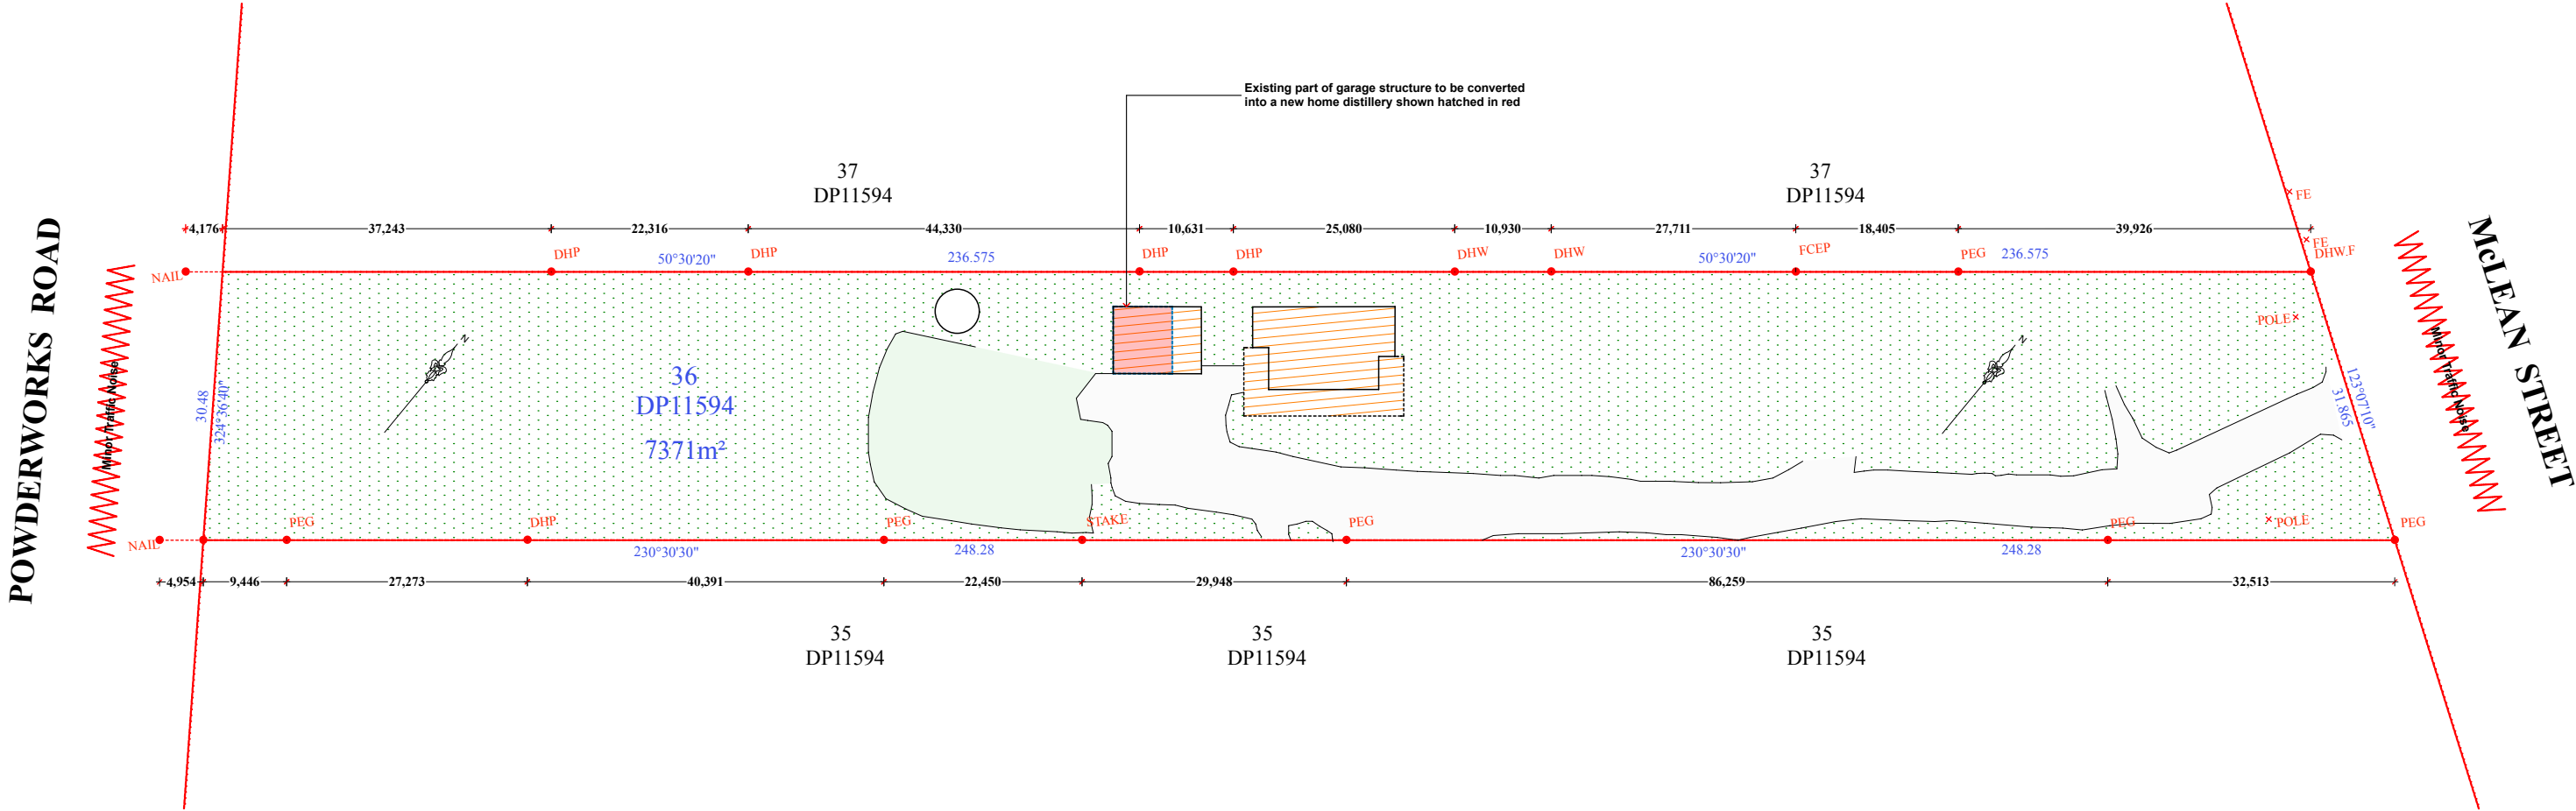 Existing part of garage structure to be converted
into a new home distillery shown hatched in red
37
DP11594
37
DP11594
FE
4,176
37,243
22,316
44,330
10,631
25,080
10,930
27,711
18,405
39,926
FE
NAIL
DHP
50°30'20"
DHP
236.575
DHP
DHP
DHW
DHW
50°30'20"
FCEP
PEG
236.575
DHW.F
POWDERWORKS ROAD
Minor Traffic Noise
30.48
324°36'40"
N
36
DP11594
7371m²
N
POLE
123°07'10"
31.865
Minor Traffic Noise
McLEAN STREET
NAIL
PEG
DHP
230°30'30"
PEG
248.28
STAKE
PEG
230°30'30"
248.28
PEG
POLE
PEG
4,954
9,446
27,273
40,391
22,450
29,948
86,259
32,513
35
DP11594
35
DP11594
35
DP11594